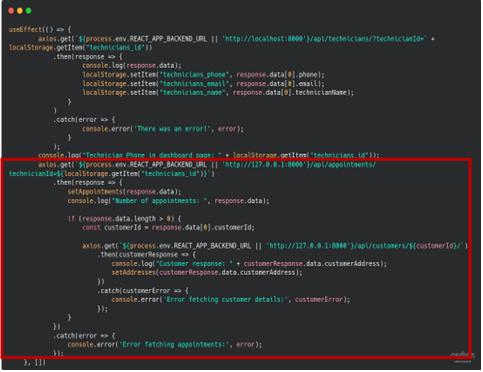 useEffect(() => {
axios.get(`${process.env.REACT_APP_BACKEND_URL || 'http://localhost:8000'}/api/technicians/?technicianId=` +
localStorage.getItem("technicians_id"))
.then(response => {
console.log(response.data);
localStorage.setItem("technicians_phone", response.data[0].phone);
localStorage.setItem("technicians_email", response.data[0].email);
localStorage.setItem("technicians_name", response.data[0].technicianName);
}
)
.catch(error => {
console.error('There was an error!', error);
}
);
console.log("Technician Phone in dashboard page: " + localStorage.getItem("technicians_id"));
axios.get(`${process.env.REACT_APP_BACKEND_URL || 'http://127.0.0.1:8000'}/api/appointments/
technicianId=${localStorage.getItem("technicians_id")}`)
.then(response => {
setAppointments(response.data);
console.log("Number of appointments: ", response.data);
if (response.data.length > 0) {
const customerId = response.data[0].customerId;
axios.get(`${process.env.REACT_APP_BACKEND_URL || 'http://127.0.0.1:8000'}/api/customers/${customerId}/`)
.then(customerResponse => {
console.log("Customer response: " + customerResponse.data.customerAddress);
setAddresses(customerResponse.data.customerAddress);
})
.catch(customerError => {
console.error('Error fetching customer details:', customerError);
});
}
})
.catch(error => {
console.error('Error fetching appointments:', error);
});
}, [])